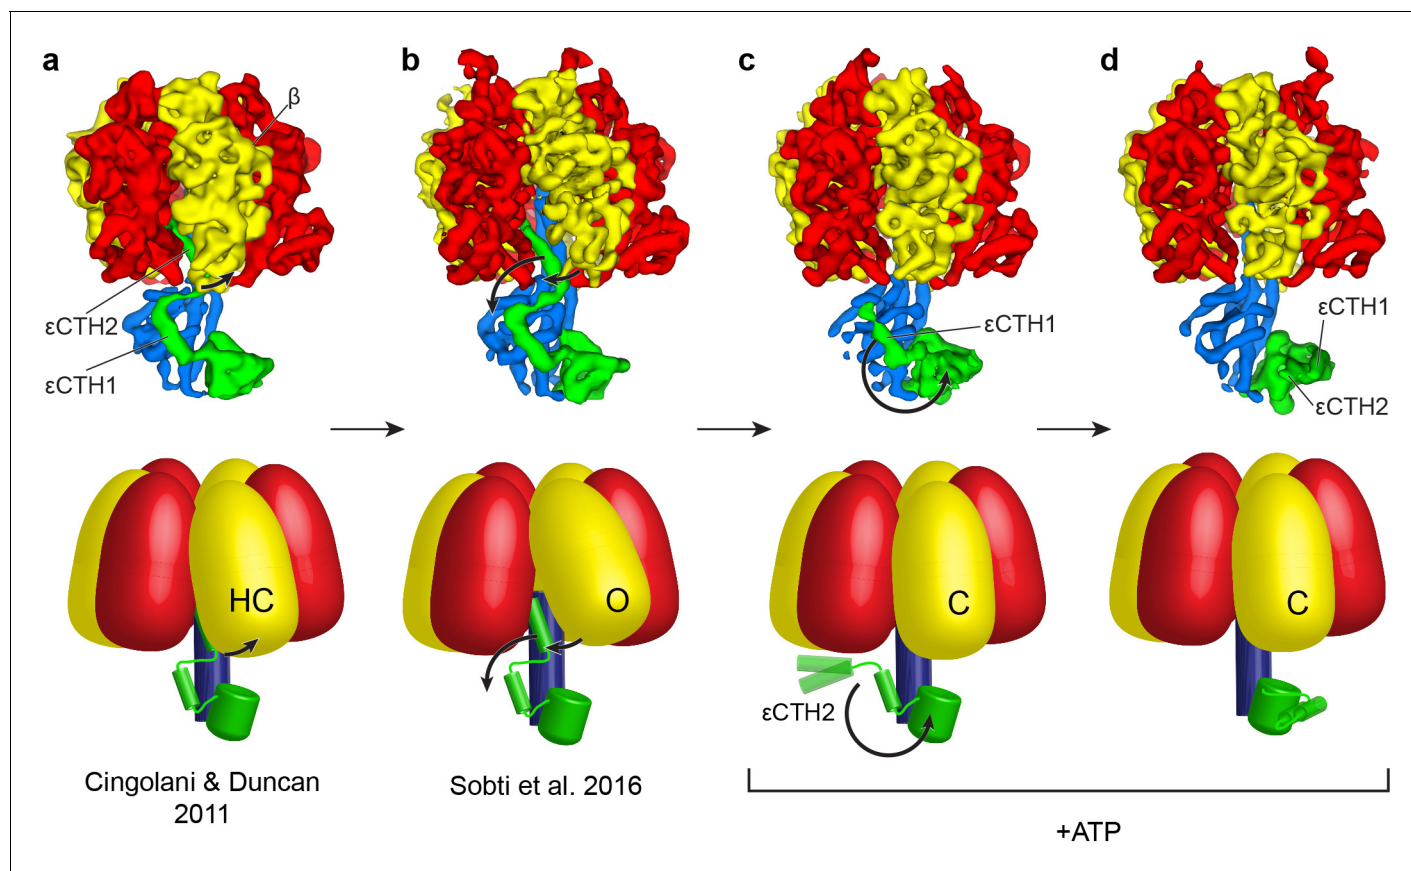 a
b
c
d
β
εCTH2
εCTH1
εCTH1
εCTH1
εCTH2
HC
O
C
C
εCTH2
Cingolani & Duncan
2011
Sobti et al. 2016
+ATP